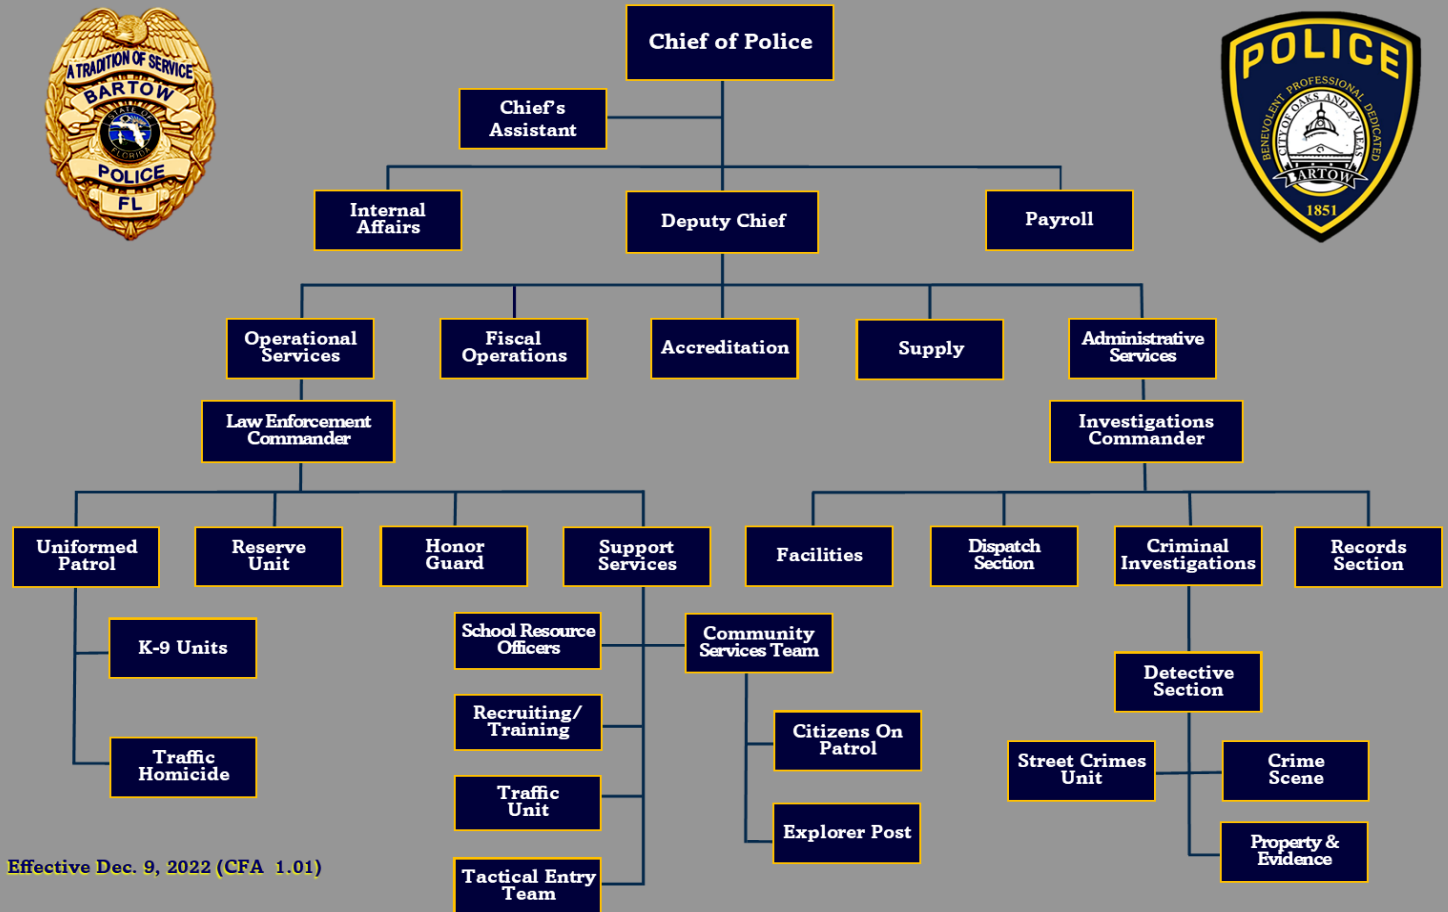 A TRADITION OF SERVICE
BARTOW
STATE OF
FLORIDA
POLICE
FL
Chief of Police
POLICE
BENEVOLENT PROFESSIONAL DEDICATED
CITY OF OAKS AND AZALEAS
BARTOW
1851
Chief's
Assistant
Internal
Affairs
Deputy Chief
Payroll
Operational
Services
Fiscal
Operations
Accreditation
Supply
Administrative
Services
Law Enforcement
Commander
Investigations
Commander
Uniformed
Patrol
Reserve
Unit
Honor
Guard
Support
Services
Facilities
Dispatch
Section
Criminal
Investigations
Records
Section
K-9 Units
Traffic
Homicide
School Resource
Officers
Community
Services Team
Recruiting/
Training
Citizens On
Patrol
Traffic
Unit
Explorer Post
Tactical Entry
Team
Detective
Section
Street Crimes
Unit
Crime
Scene
Property &
Evidence
Effective Dec. 9, 2022 (CFA 1.01)